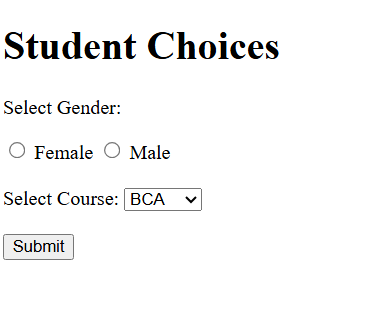 Student Choices
Select Gender:
Female Male
Select Course: BCA
Submit